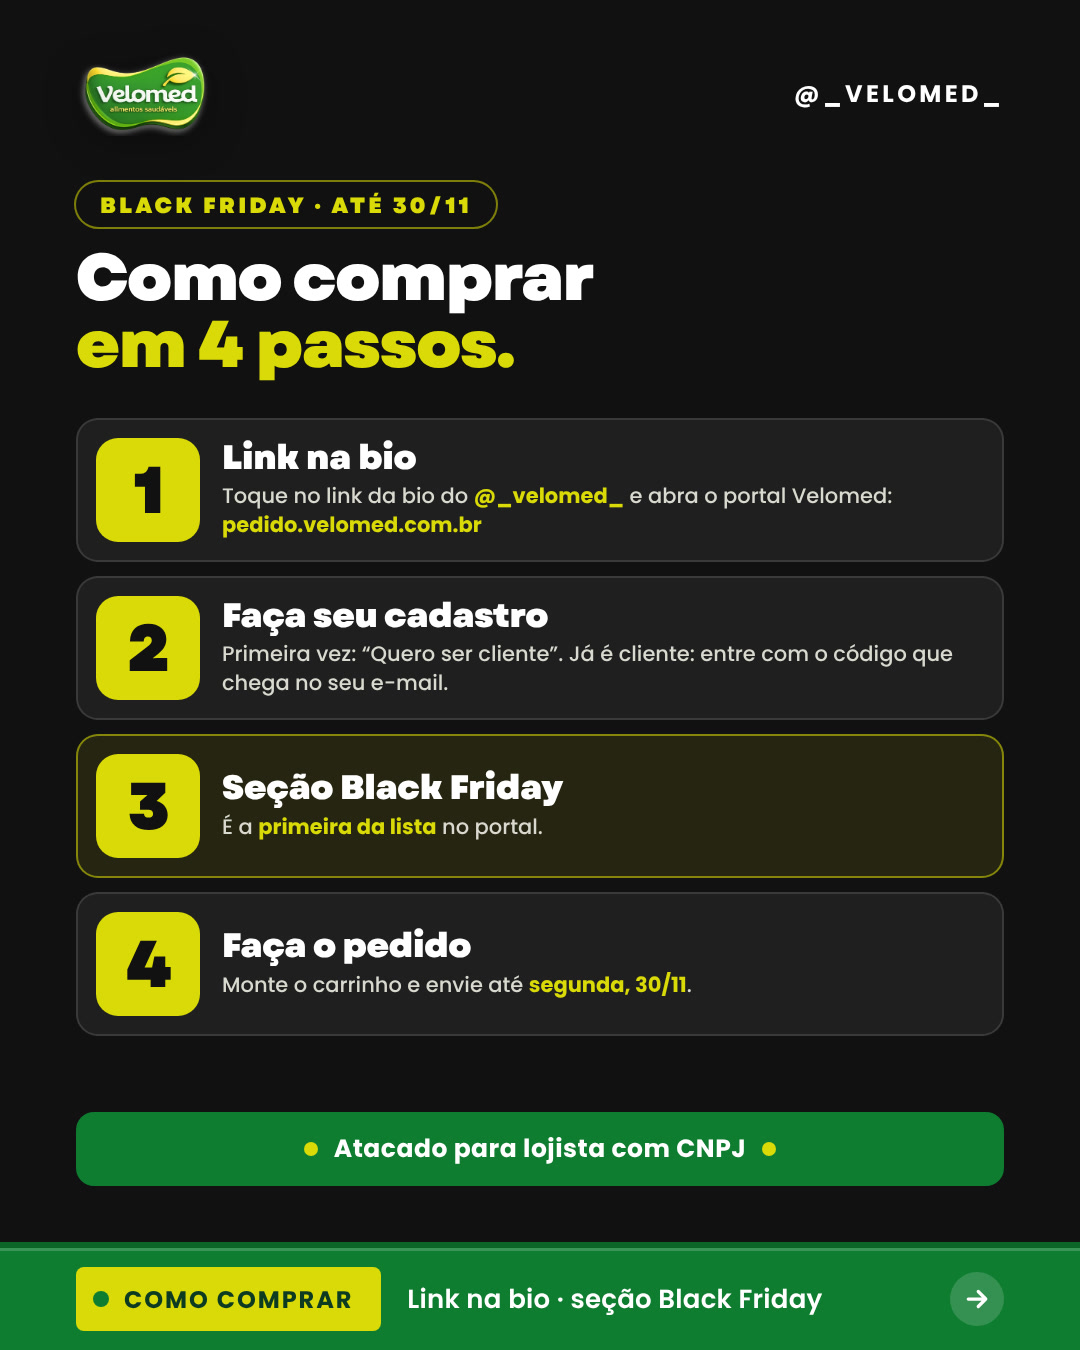 Velomed
alimentos saudáveis
@_VELOMED_
BLACK FRIDAY · ATÉ 30/11
Como comprar
em 4 passos.
1
Link na bio
Toque no link da bio do @_velomed_ e abra o portal Velomed:
pedido.velomed.com.br
2
Faça seu cadastro
Primeira vez: “Quero ser cliente”. Já é cliente: entre com o código que
chega no seu e-mail.
3
Seção Black Friday
É a primeira da lista no portal.
4
Faça o pedido
Monte o carrinho e envie até segunda, 30/11.
Atacado para lojista com CNPJ
COMO COMPRAR
Link na bio · seção Black Friday